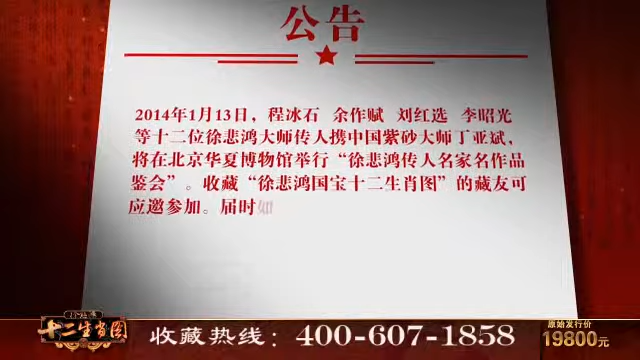 公告
2014年1月13日，程冰石 余作赋 刘红选 李昭光
等十二位徐悲鸿大师传人携中国紫砂大师丁亚斌，
将在北京华夏博物馆举行“徐悲鸿传人名家名作品
鉴会”。收藏“徐悲鸿国宝十二生肖图”的藏友可
应邀参加。届时如
十二生肖图
收藏热线：400-607-1858
原始发行价
19800元